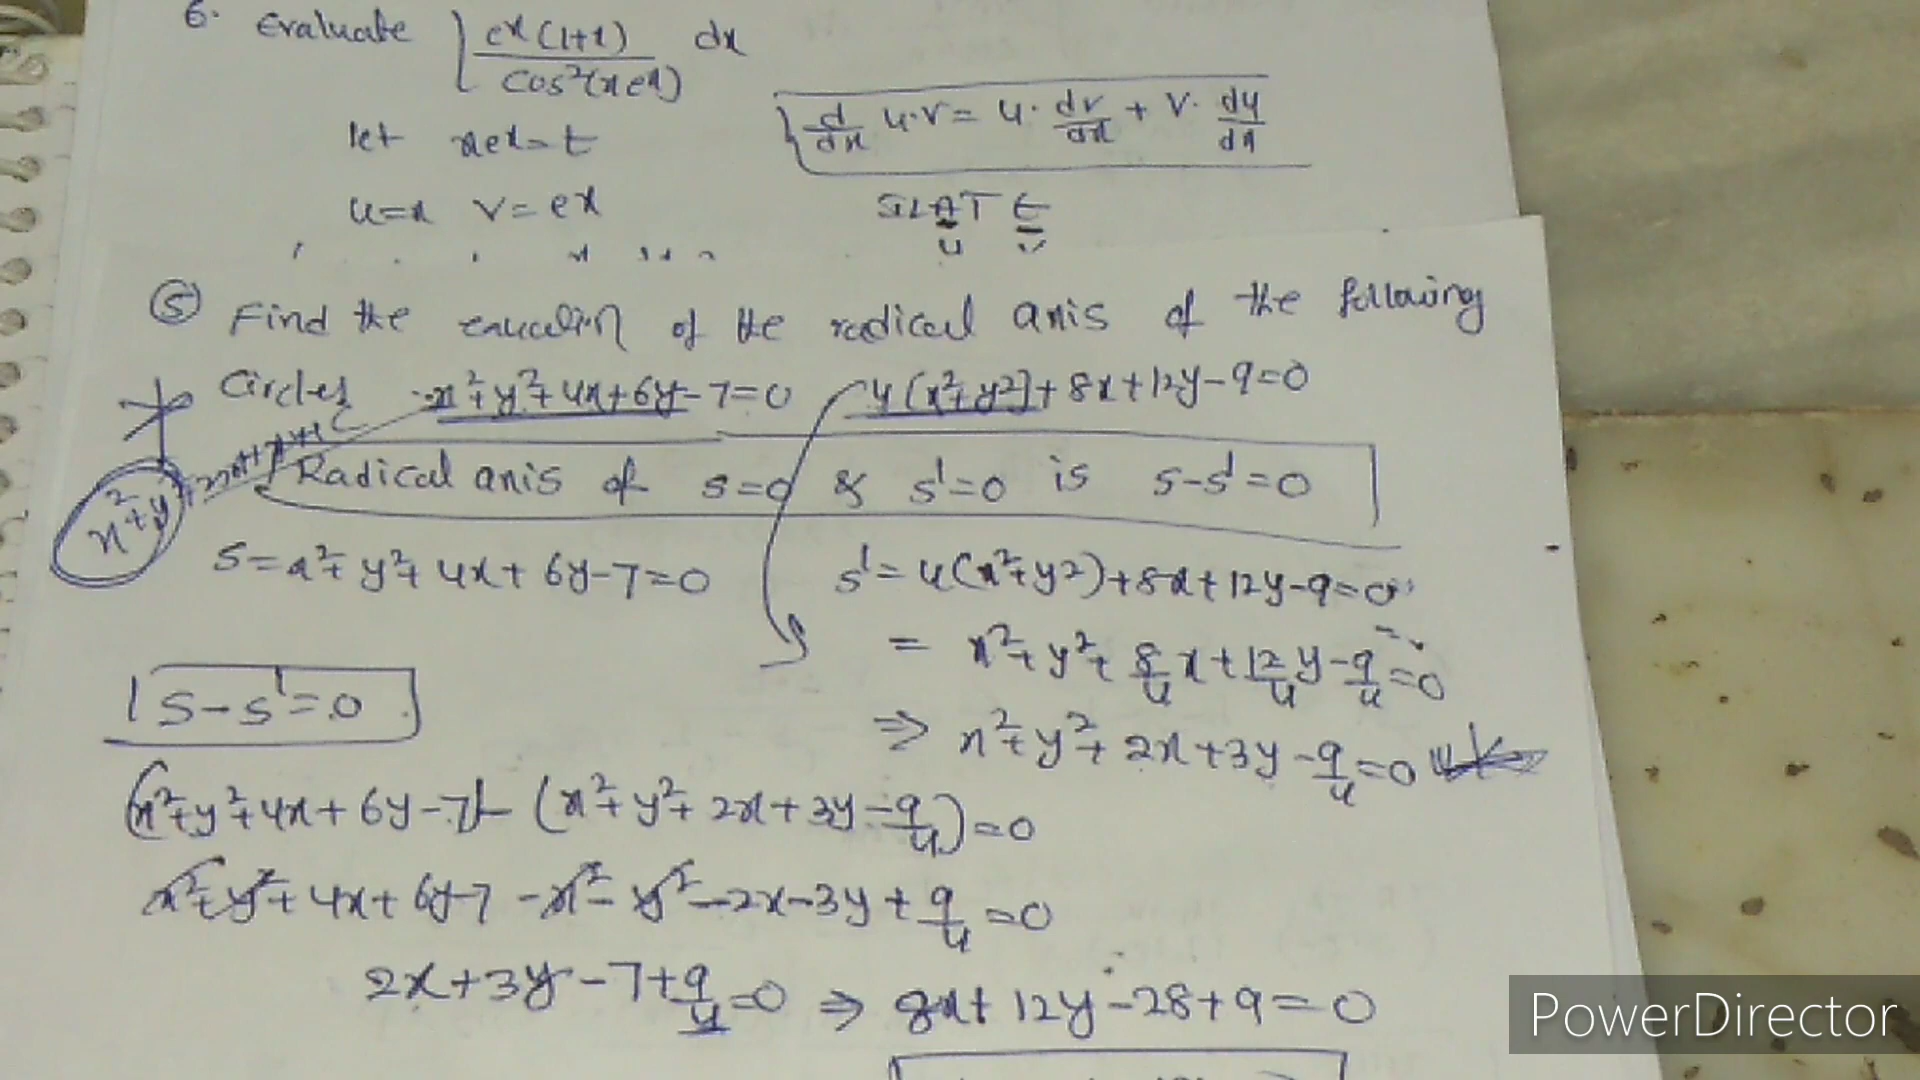 6. Evaluate ∫ eˣ(1+x) / cos²(xeˣ) dx
let xeˣ = t
d/dx u.v = u. dv/dx + v. du/dx
u=x v=eˣ
u v
5 Find the of the radical axis of the following
Circles x²+y²+4x+6y-7=0 4(x²+y²)+8x+12y-9=0
Radical axis of s=0 & s'=0 is s-s'=0
x²+y²
s=x²+y²+4x+6y-7=0 s'=4(x²+y²)+8x+12y-9=0
= x²+y²+8/4 x+12/4 y-9/4=0
s-s'=0
⇒ x²+y²+2x+3y-9/4=0
(x²+y²+4x+6y-7)-(x²+y²+2x+3y-9/4)=0
x²+y²+4x+6y-7-x²-y²-2x-3y+9/4=0
2x+3y-7+9/4=0 ⇒ 8x+12y-28+9=0
PowerDirector